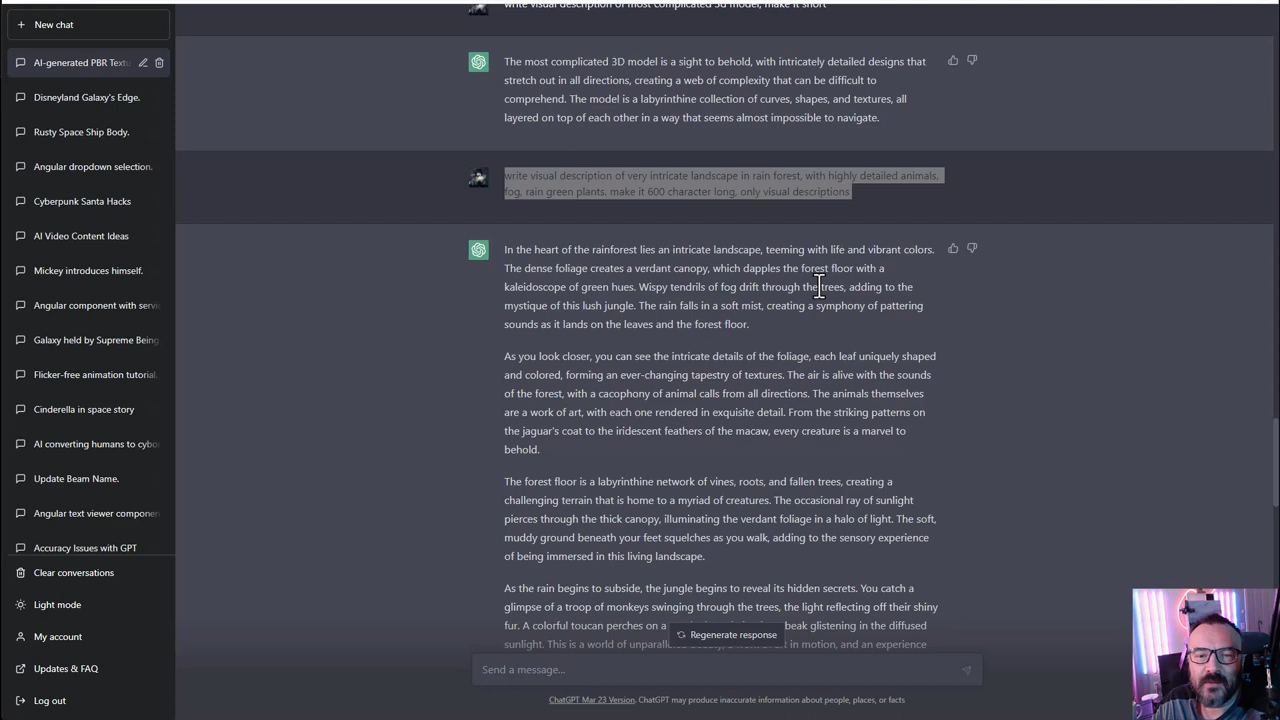 New chat
AI-generated PBR Textu
Disneyland Galaxy's Edge.
Rusty Space Ship Body.
Angular dropdown selection.
Cyberpunk Santa Hacks
AI Video Content Ideas
Mickey introduces himself.
Angular component with serv
Galaxy held by Supreme Being
Flicker-free animation tutorial.
Cinderella in space story
AI converting humans to cybo
Update Beam Name.
Angular text viewer componen
Accuracy Issues with GPT
Clear conversations
Light mode
My account
Updates & FAQ
Log out
write visual description of most complicated 3d model, make it short
The most complicated 3D model is a sight to behold, with intricately detailed designs that
stretch out in all directions, creating a web of complexity that can be difficult to
comprehend. The model is a labyrinthine collection of curves, shapes, and textures, all
layered on top of each other in a way that seems almost impossible to navigate.
write visual description of very intricate landscape in rain forest, with highly detailed animals,
fog, rain green plants. make it 600 character long, only visual descriptions
In the heart of the rainforest lies an intricate landscape, teeming with life and vibrant colors.
The dense foliage creates a verdant canopy, which dapples the forest floor with a
kaleidoscope of green hues. Wispy tendrils of fog drift through the trees, adding to the
mystique of this lush jungle. The rain falls in a soft mist, creating a symphony of pattering
sounds as it lands on the leaves and the forest floor.
As you look closer, you can see the intricate details of the foliage, each leaf uniquely shaped
and colored, forming an ever-changing tapestry of textures. The air is alive with the sounds
of the forest, with a cacophony of animal calls from all directions. The animals themselves
are a work of art, with each one rendered in exquisite detail. From the striking patterns on
the jaguar's coat to the iridescent feathers of the macaw, every creature is a marvel to
behold.
The forest floor is a labyrinthine network of vines, roots, and fallen trees, creating a
challenging terrain that is home to a myriad of creatures. The occasional ray of sunlight
pierces through the thick canopy, illuminating the verdant foliage in a halo of light. The soft,
muddy ground beneath your feet squelches as you walk, adding to the sensory experience
of being immersed in this living landscape.
As the rain begins to subside, the jungle begins to reveal its hidden secrets. You catch a
glimpse of a troop of monkeys swinging through the trees, the light reflecting off their shiny
fur. A colorful toucan perches on a beak glistening in the diffused
sunlight. This is a world of in motion, and an experience
Regenerate response
Send a message...
ChatGPT Mar 23 Version. ChatGPT may produce inaccurate information about people, places, or facts